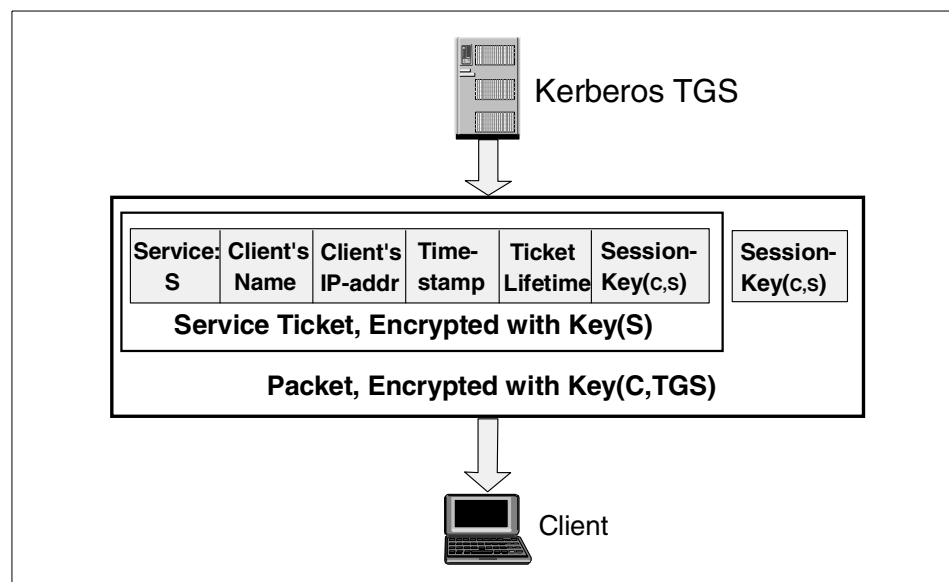 Kerberos TGS
Service: S
Client's Name
Client's IP-addr
Time-stamp
Ticket Lifetime
Session-Key(C,S)
Session-Key(C,S)
Service Ticket, Encrypted with Key(S)
Packet, Encrypted with Key(C,TGS)
Client